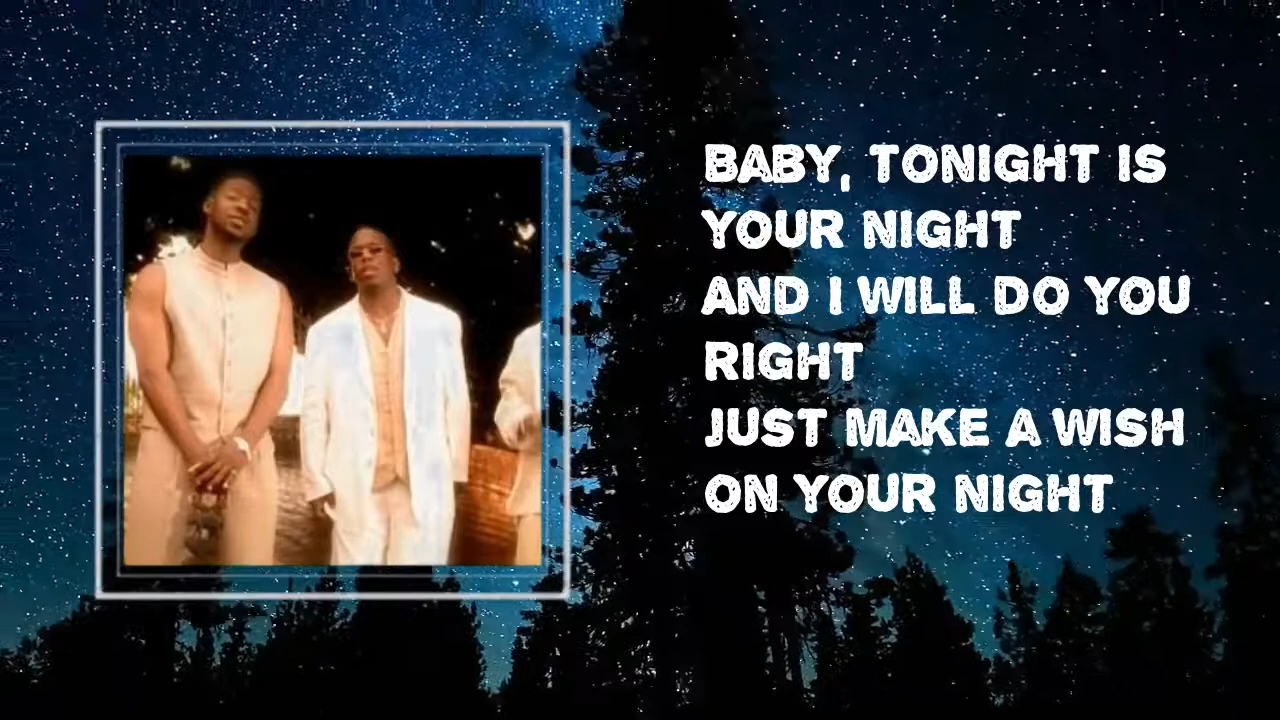 BABY, TONIGHT IS
YOUR NIGHT
AND I WILL DO YOU
RIGHT
JUST MAKE A WISH
ON YOUR NIGHT